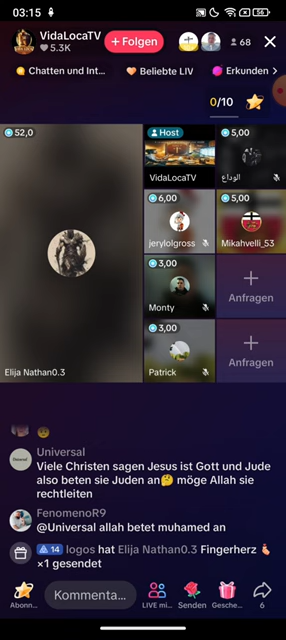 03:15
56
VidaLocaTV
5.3K
+ Folgen
68
Chatten und Int...
Beliebte LIV
Erkunden
0/10
52,0
Host
VidaLocaTV
5,00
الوداع
6,00
jerylolgross
5,00
Mikahvelli_53
3,00
Monty
Anfragen
3,00
Patrick
Anfragen
Elija Nathan0.3
Universal
Viele Christen sagen Jesus ist Gott und Jude
also beten sie Juden an🤔 möge Allah sie
rechtleiten
FenomenoR9
@Universal allah betet muhamed an
14 logos hat Elija Nathan0.3 Fingerherz
×1 gesendet
Abonn...
Kommenta...
LIVE mi...
Senden
Gesche...
6